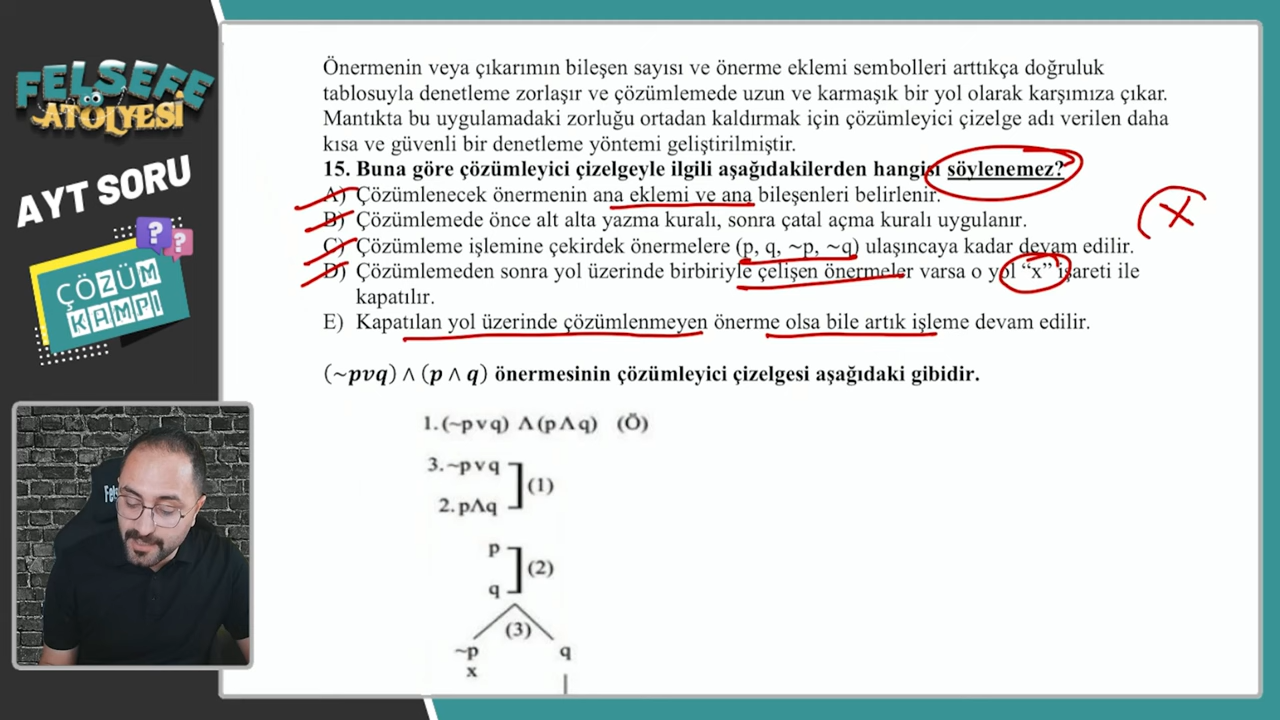 FELSEFE
ATÖLYESİ
AYT SORU
? ?
ÇÖZÜM
KAMPI
Önermenin veya çıkarımın bileşen sayısı ve önerme eklemi sembolleri arttıkça doğruluk
tablosuyla denetleme zorlaşır ve çözümlemede uzun ve karmaşık bir yol olarak karşımıza çıkar.
Mantıkta bu uygulamadaki zorluğu ortadan kaldırmak için çözümleyici çizelge adı verilen daha
kısa ve güvenli bir denetleme yöntemi geliştirilmiştir.
15. Buna göre çözümleyici çizelgeyle ilgili aşağıdakilerden hangisi söylenemez?
A) Çözümlenecek önermenin ana eklemi ve ana bileşenleri belirlenir.
B) Çözümlemede önce alt alta yazma kuralı, sonra çatal açma kuralı uygulanır.
C) Çözümleme işlemine çekirdek önermelere (p, q, ~p, ~q) ulaşıncaya kadar devam edilir.
D) Çözümlemeden sonra yol üzerinde birbiriyle çelişen önermeler varsa o yol “x” işareti ile
kapatılır.
E) Kapatılan yol üzerinde çözümlenmeyen önerme olsa bile artık işleme devam edilir.
X
(~pvq) ∧ (p ∧ q) önermesinin çözümleyici çizelgesi aşağıdaki gibidir.
1. (~pvq) Λ (pΛq) (Ö)
3. ~pvq
(1)
2. pΛq
p
(2)
q
(3)
~p q
x